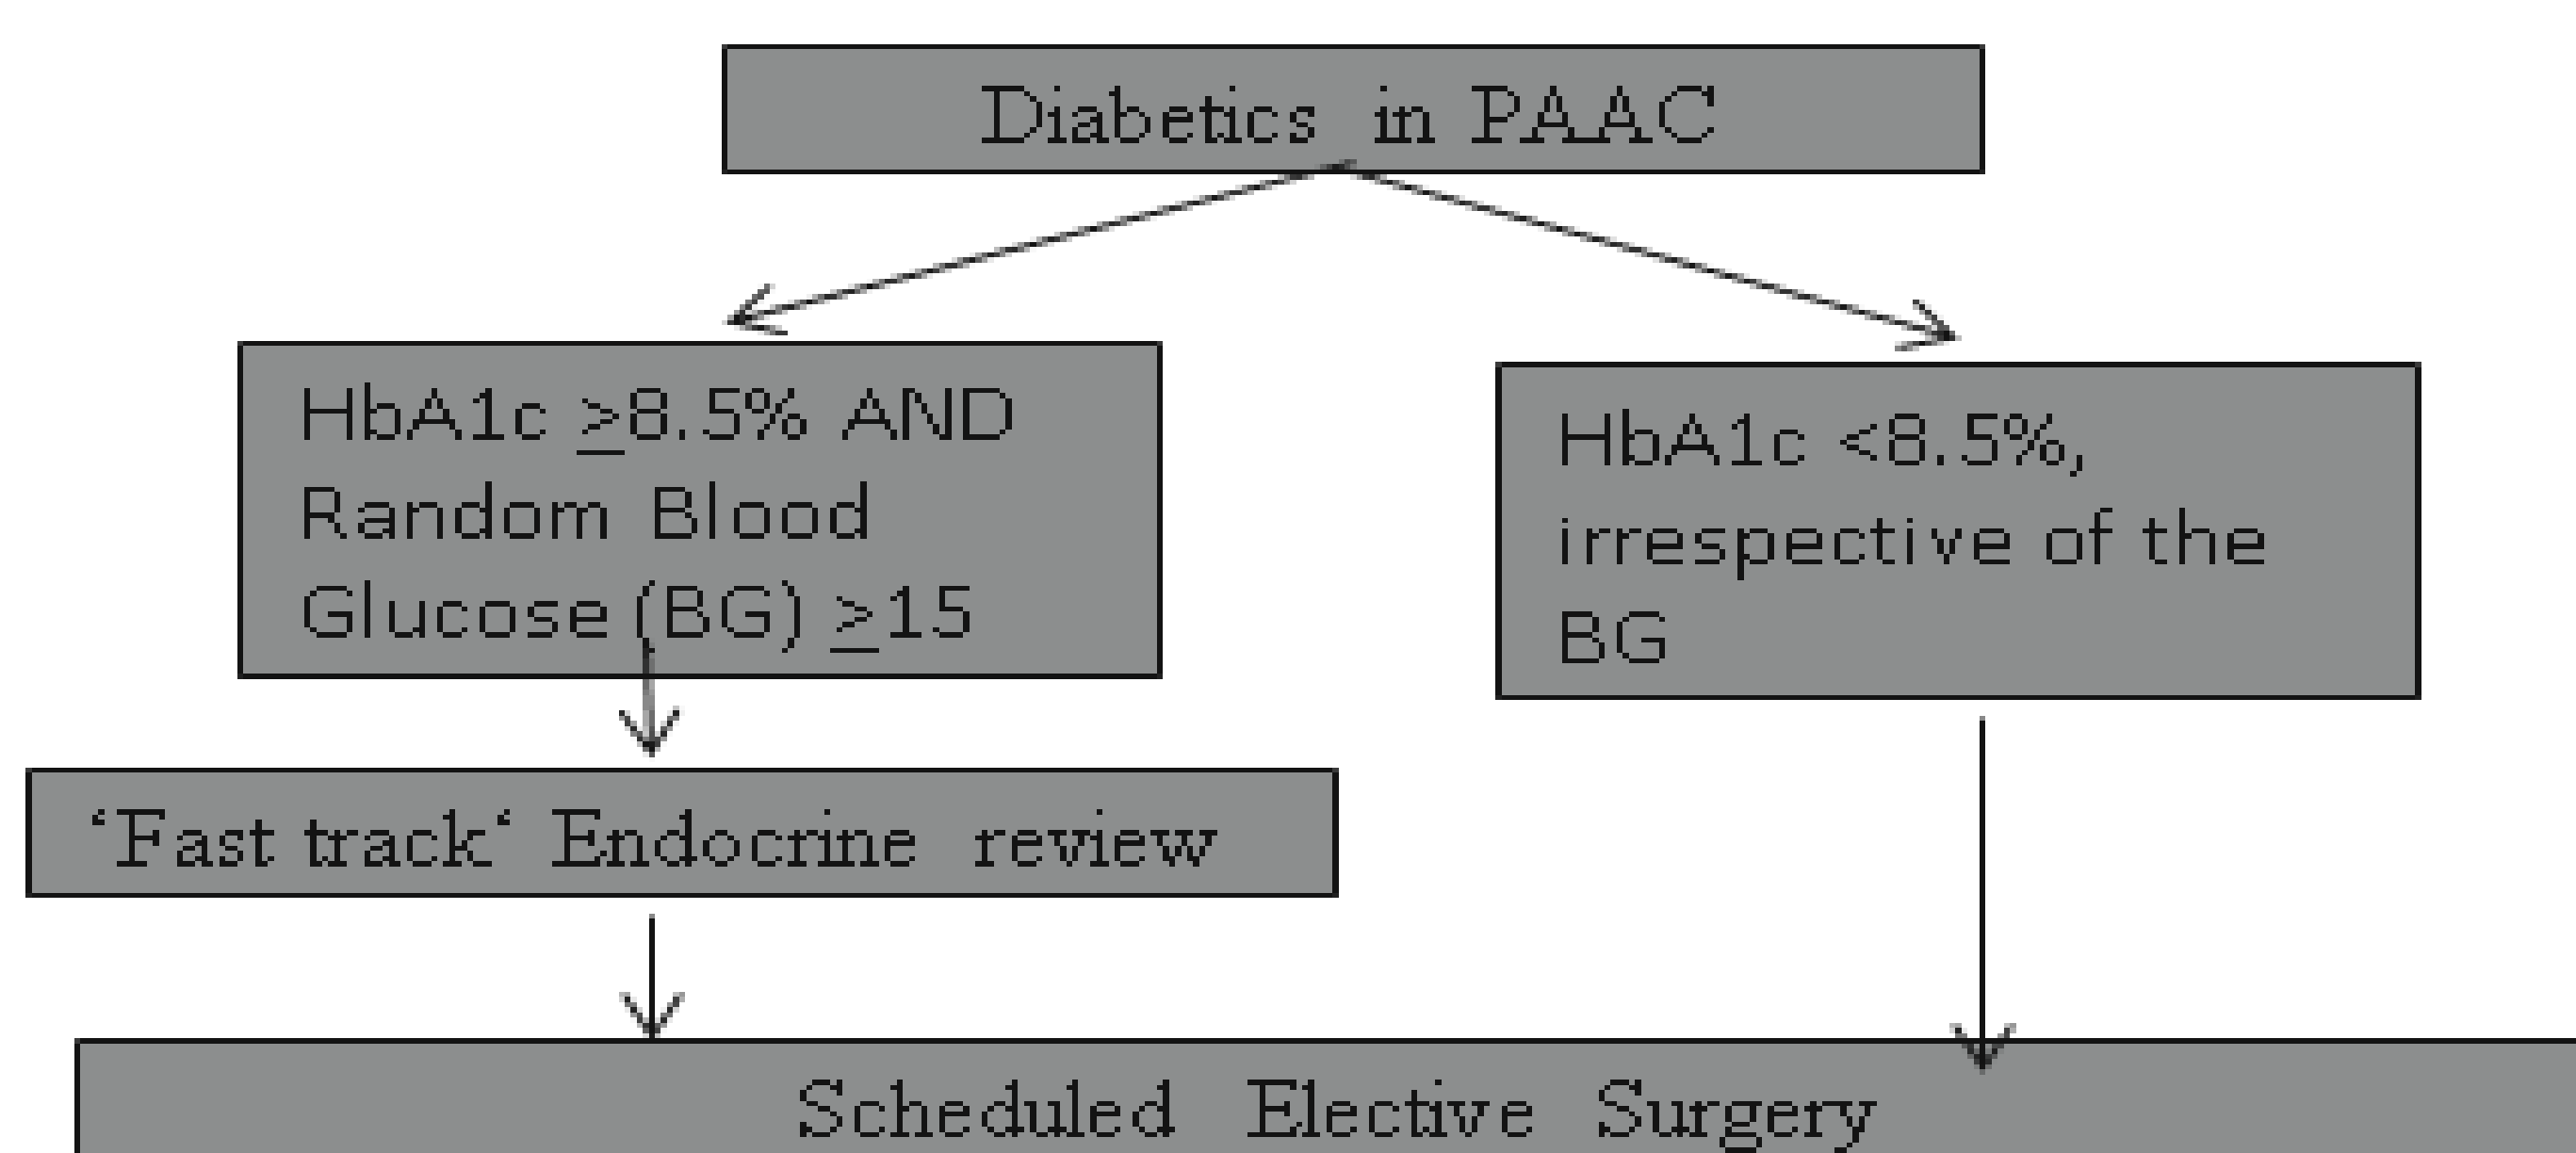 Diabetics in PAAC
HbA1c ≥8.5% AND
Random Blood
Glucose (BG) ≥15
HbA1c <8.5%,
irrespective of the
BG
‘Fast track‘ Endocrine review
Scheduled Elective Surgery